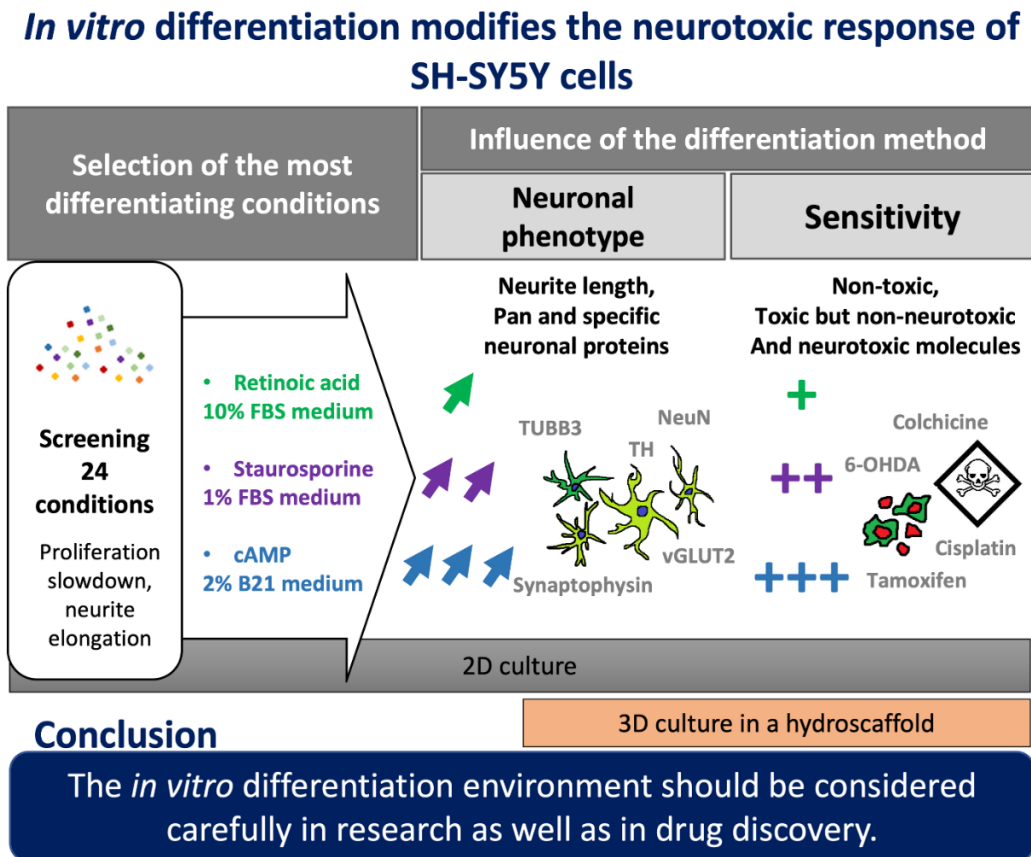 In vitro differentiation modifies the neurotoxic response of
SH-SY5Y cells
Selection of the most
differentiating conditions
Influence of the differentiation method
Neuronal
phenotype
Sensitivity
Screening
24
conditions
Proliferation
slowdown,
neurite
elongation
• Retinoic acid
10% FBS medium
• Staurosporine
1% FBS medium
• cAMP
2% B21 medium
Neurite length,
Pan and specific
neuronal proteins
TUBB3
NeuN
TH
vGLUT2
Synaptophysin
Non-toxic,
Toxic but non-neurotoxic
And neurotoxic molecules
+
Colchicine
6-OHDA
++
Cisplatin
+++
Tamoxifen
2D culture
3D culture in a hydroscaffold
Conclusion
The in vitro differentiation environment should be considered
carefully in research as well as in drug discovery.